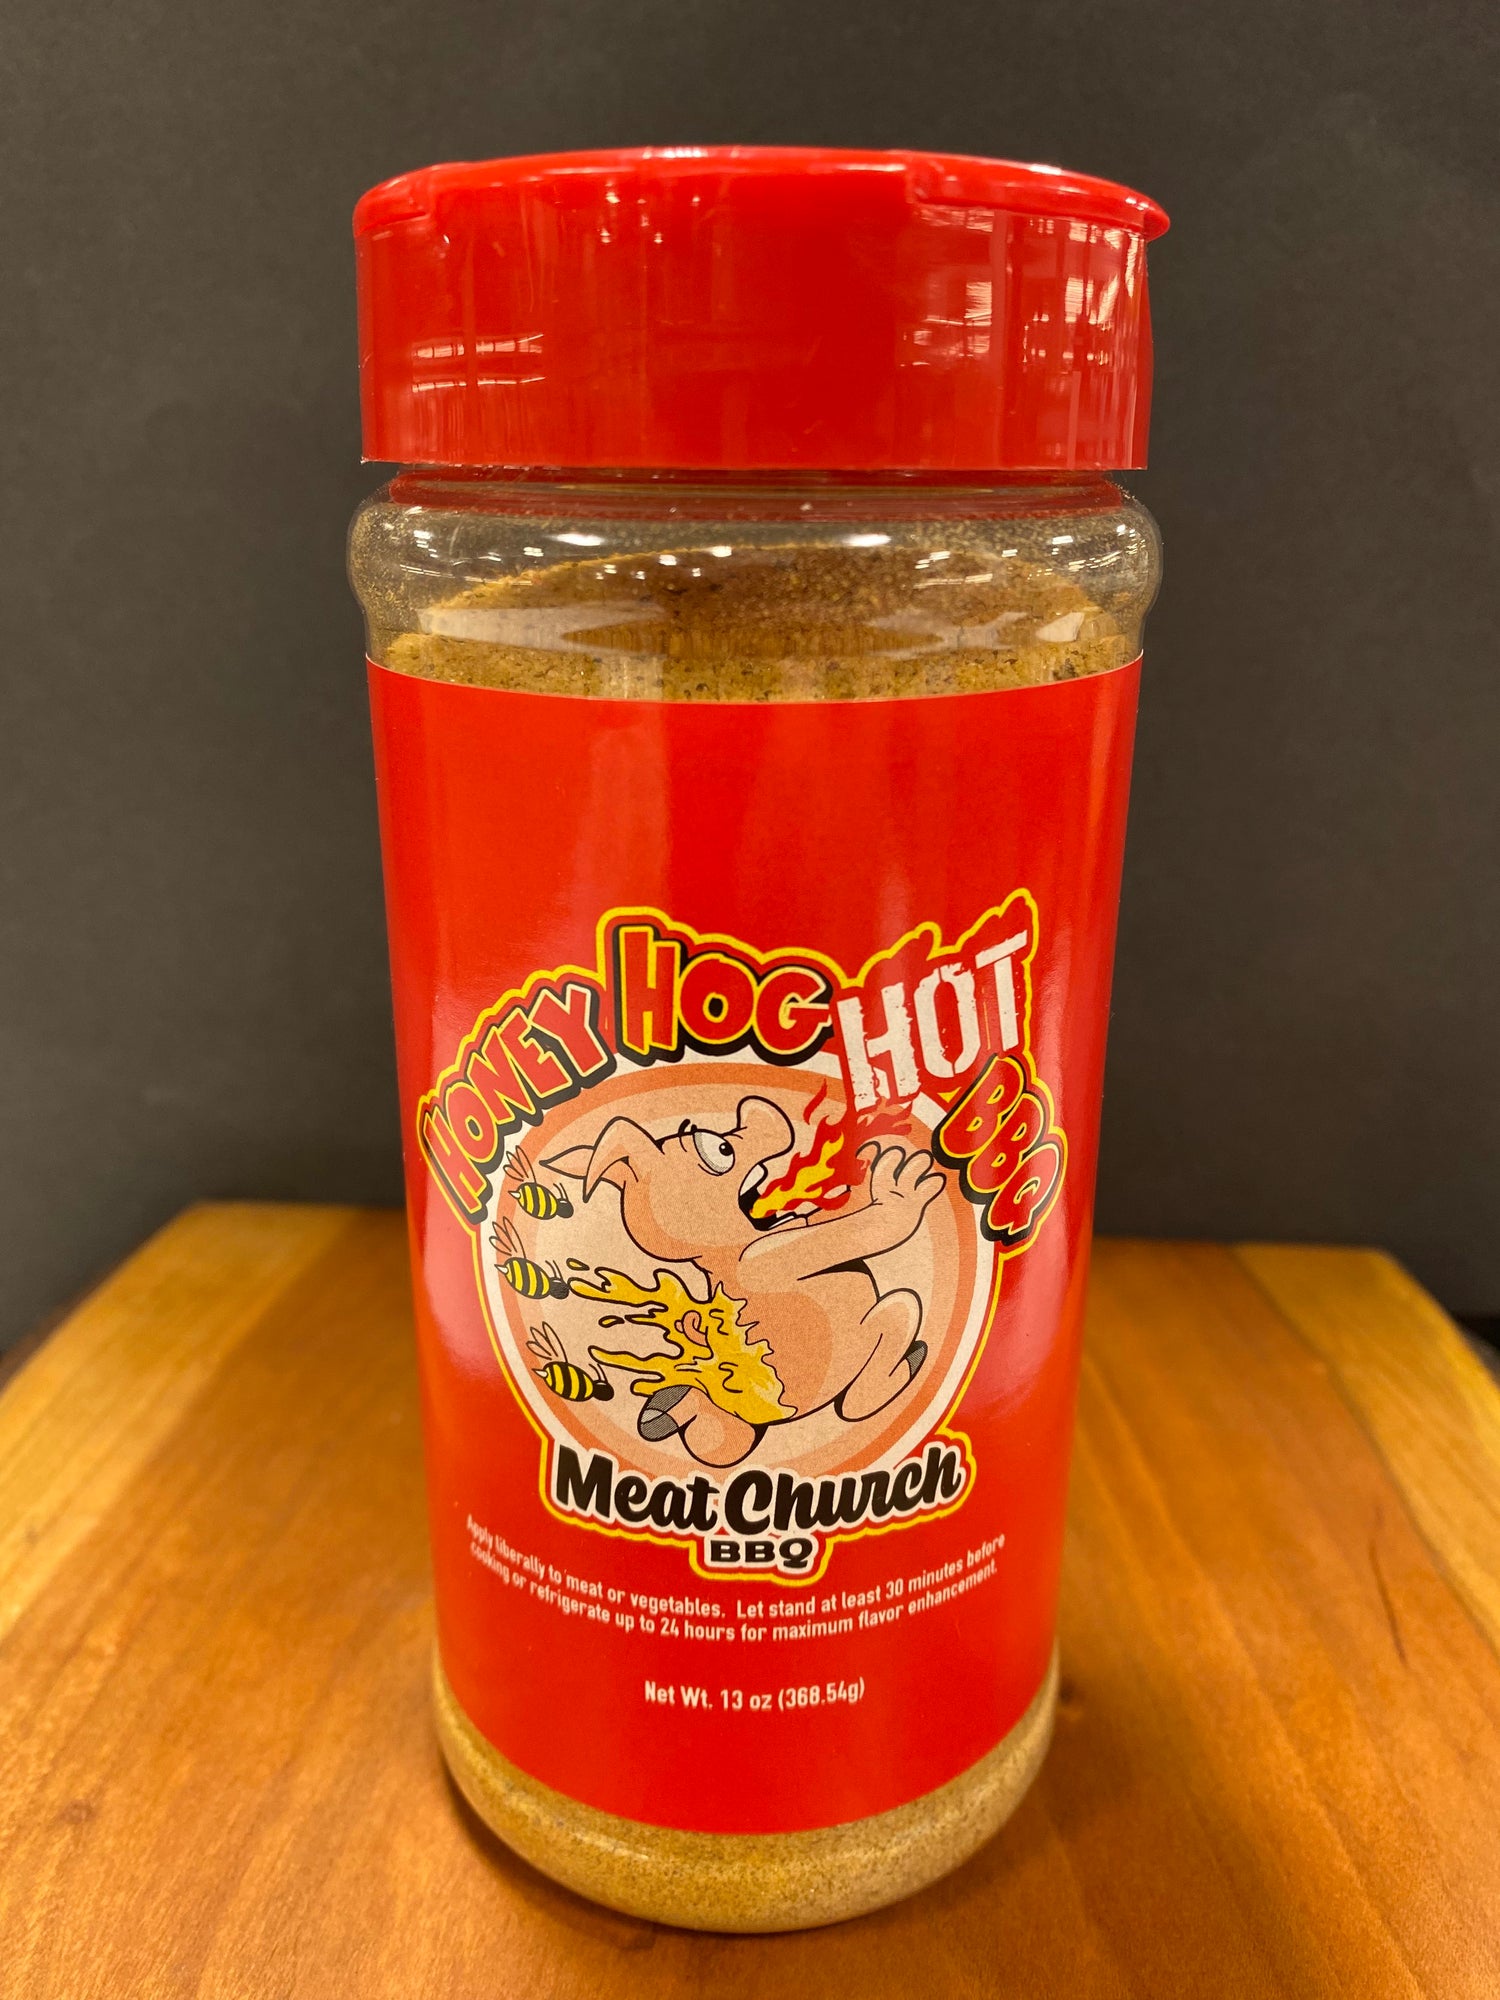 HONEY HOG HOT BBQ
Meat Church
BBQ
Apply liberally to meat or vegetables. Let stand at least 30 minutes before
cooking or refrigerate up to 24 hours for maximum flavor enhancement.
Net Wt. 13 oz (368.54g)